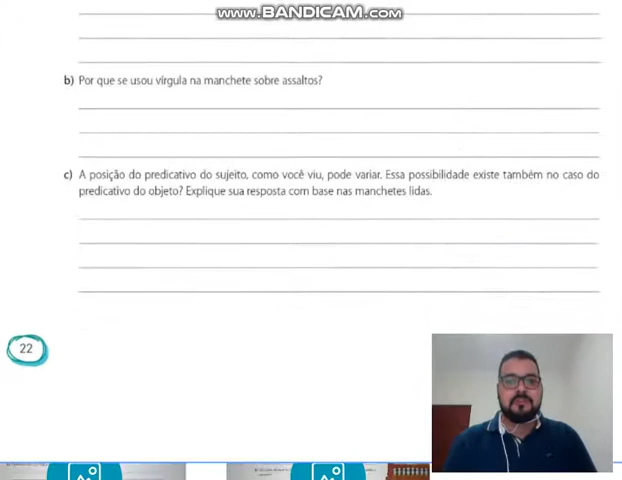 www.BANDICAM.com
b) Por que se usou vírgula na manchete sobre assaltos?
c) A posição do predicativo do sujeito, como você viu, pode variar. Essa possibilidade existe também no caso do
predicativo do objeto? Explique sua resposta com base nas manchetes lidas.
22